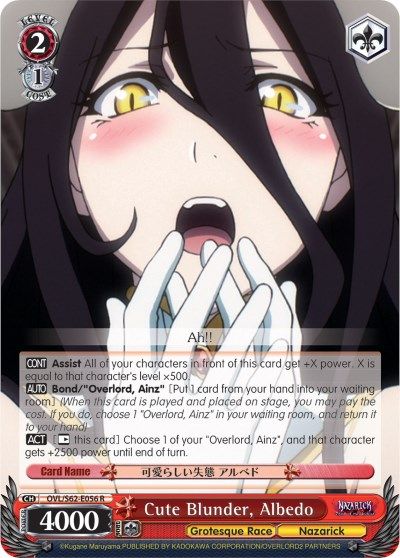 LEVEL
2
1
COST
Ah!!
CONT Assist All of your characters in front of this card get +X power. X is
equal to that character's level ×500.
AUTO Bond/"Overlord, Ainz" [Put 1 card from your hand into your waiting
room] (When this card is played and placed on stage, you may pay the
cost. If you do, choose 1 "Overlord, Ainz" in your waiting room, and return it
to your hand)
ACT [ this card] Choose 1 of your "Overlord, Ainz", and that character
gets +2500 power until end of turn.
Card Name 可愛らしい失態 アルベド
CH OVL/S62-E056 R
4000
Cute Blunder, Albedo
NAZARICK
Grotesque Race Nazarick
©Kugane Maruyama,PUBLISHED BY KADOKAWA CORPORATION/OVERLORD2 PARTNERS